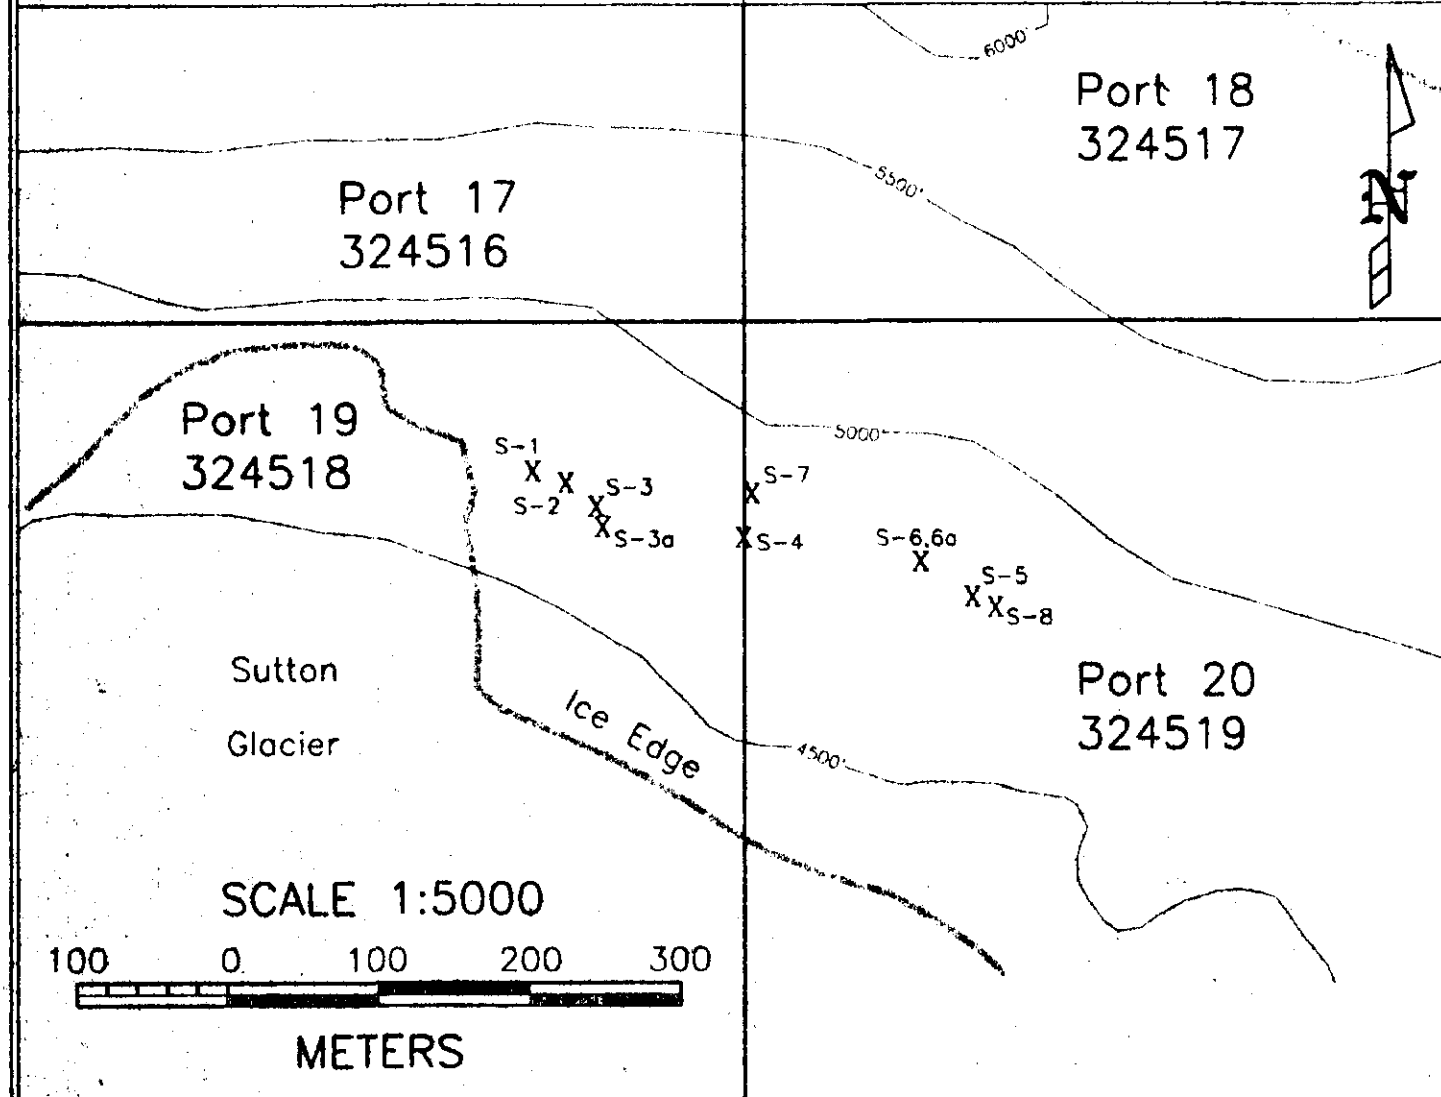 6000'
Port 18
324517
N
5500'
Port 17
324516
Port 19
324518
5000'
S-1
S-2
S-3
S-3a
S-7
S-4
S-6,6a
S-5
S-8
Port 20
324519
Sutton
Glacier
Ice Edge
4500'
SCALE 1:5000
100 0 100 200 300
METERS